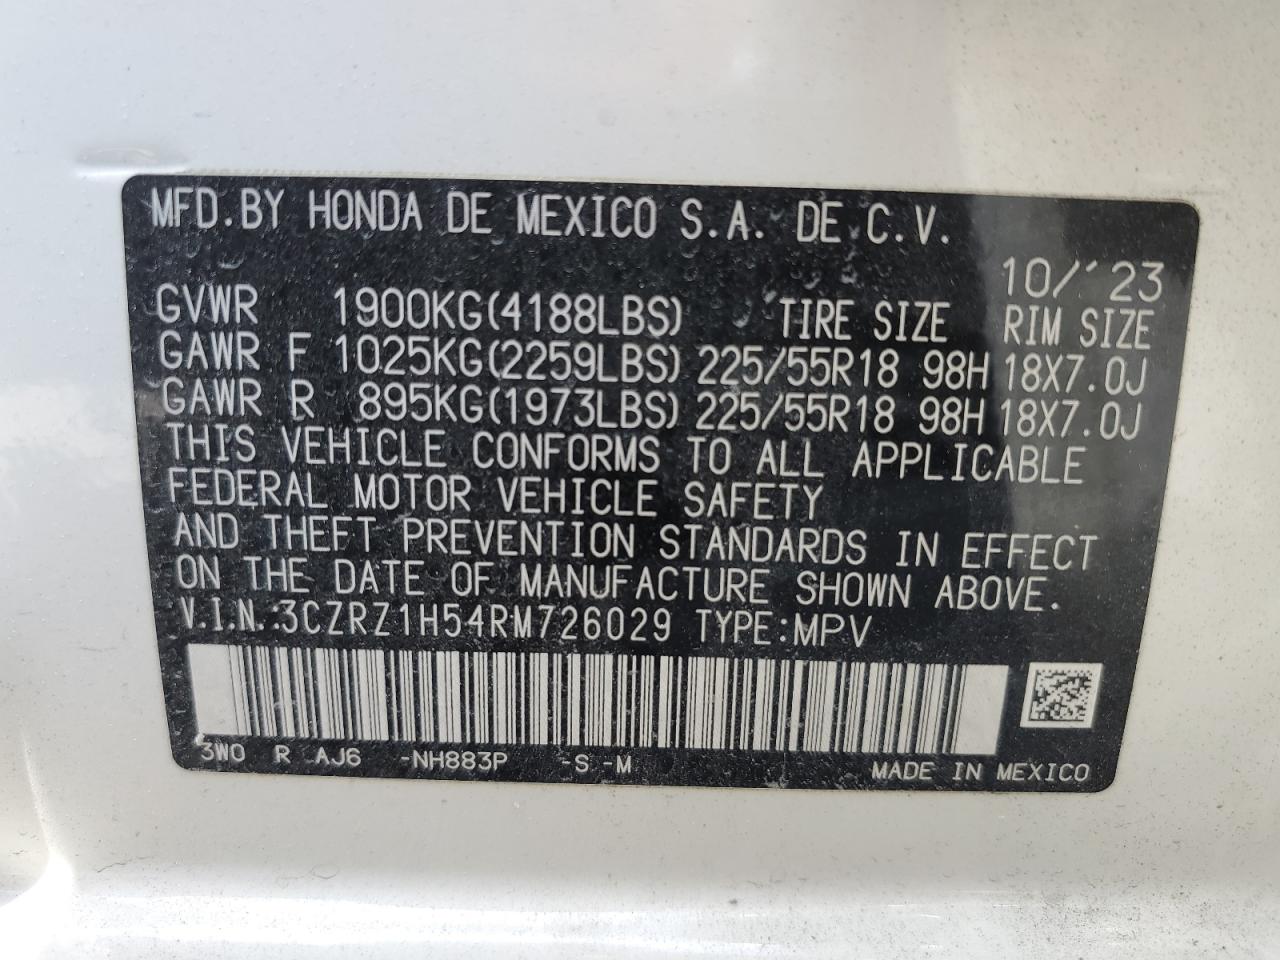 MFD.BY HONDA DE MEXICO S.A. DE C.V.
10/'23
GVWR 1900KG(4188LBS) TIRE SIZE RIM SIZE
GAWR F 1025KG(2259LBS) 225/55R18 98H 18X7.0J
GAWR R 895KG(1973LBS) 225/55R18 98H 18X7.0J
THIS VEHICLE CONFORMS TO ALL APPLICABLE
FEDERAL MOTOR VEHICLE SAFETY
AND THEFT PREVENTION STANDARDS IN EFFECT
ON THE DATE OF MANUFACTURE SHOWN ABOVE.
V.I.N.:3CZRZ1H54RM726029 TYPE:MPV
3W0 R AJ6 -NH883P -S -M MADE IN MEXICO